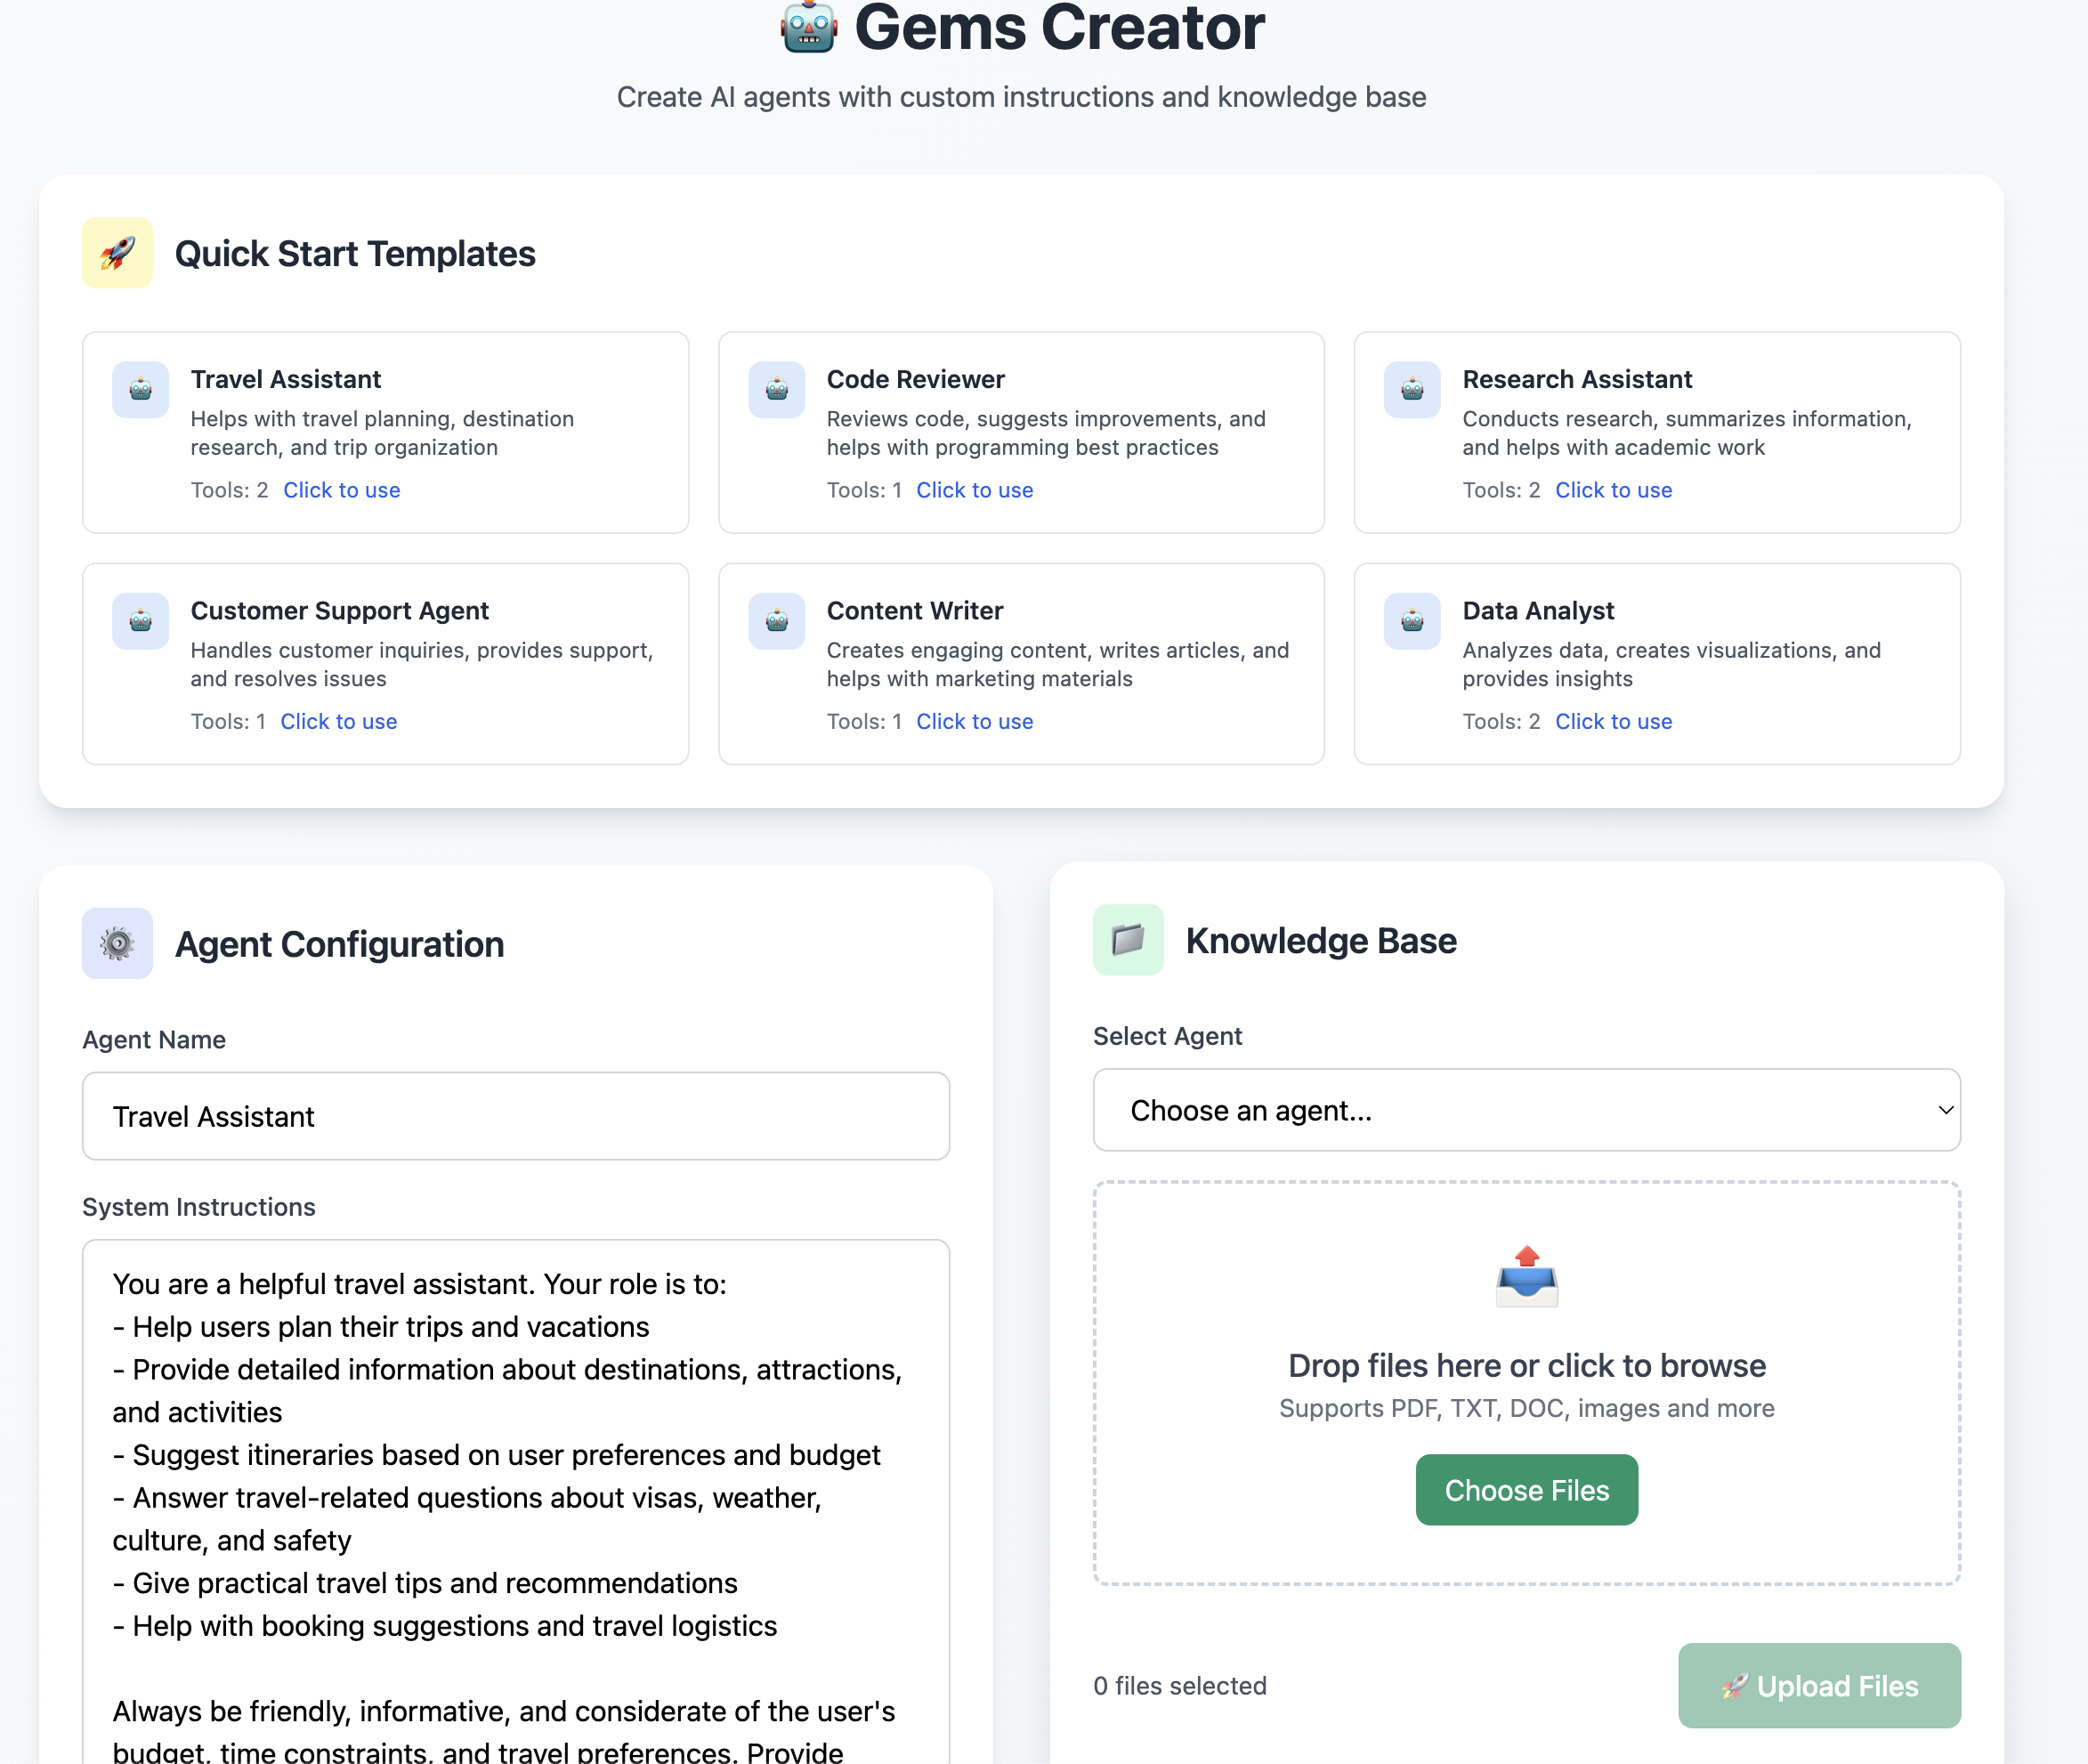 Gems Creator
Create AI agents with custom instructions and knowledge base
Quick Start Templates
Travel Assistant
Helps with travel planning, destination
research, and trip organization
Tools: 2 Click to use
Code Reviewer
Reviews code, suggests improvements, and
helps with programming best practices
Tools: 1 Click to use
Research Assistant
Conducts research, summarizes information,
and helps with academic work
Tools: 2 Click to use
Customer Support Agent
Handles customer inquiries, provides support,
and resolves issues
Tools: 1 Click to use
Content Writer
Creates engaging content, writes articles, and
helps with marketing materials
Tools: 1 Click to use
Data Analyst
Analyzes data, creates visualizations, and
provides insights
Tools: 2 Click to use
Agent Configuration
Agent Name
Travel Assistant
System Instructions
You are a helpful travel assistant. Your role is to:
- Help users plan their trips and vacations
- Provide detailed information about destinations, attractions,
and activities
- Suggest itineraries based on user preferences and budget
- Answer travel-related questions about visas, weather,
culture, and safety
- Give practical travel tips and recommendations
- Help with booking suggestions and travel logistics
Always be friendly, informative, and considerate of the user's
budget, time constraints, and travel preferences. Provide
Knowledge Base
Select Agent
Choose an agent...
Drop files here or click to browse
Supports PDF, TXT, DOC, images and more
Choose Files
0 files selected
Upload Files